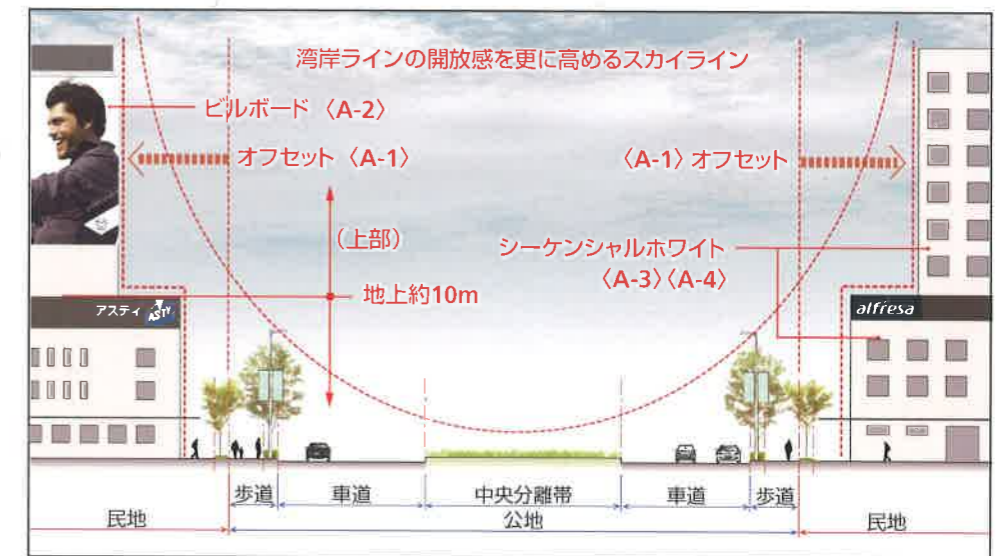 湾岸ラインの開放感を更に高めるスカイライン
ビルボード〈A-2〉
オフセット〈A-1〉
〈A-1〉オフセット
(上部)
シーケンシャルホワイト
〈A-3〉〈A-4〉
地上約10m
アスティ ASTY
alfresa
歩道
車道
中央分離帯
車道
歩道
民地
公地
民地